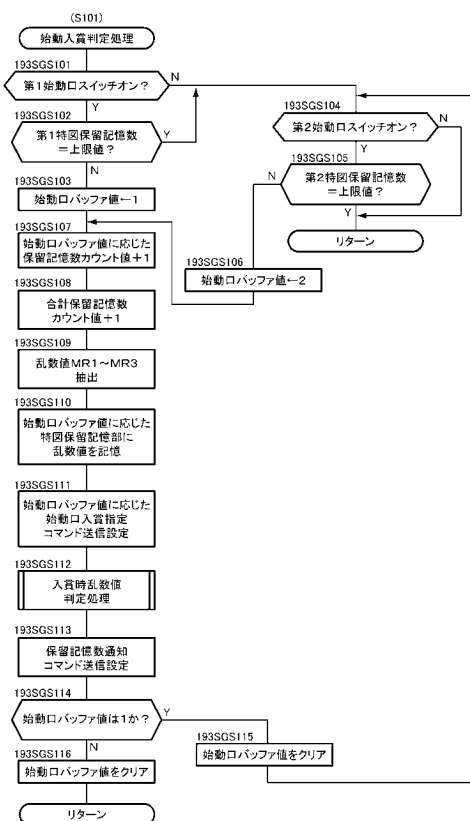 (S101)
始動入賞判定処理
193SGS101
第1始動口スイッチオン?
N
Y
193SGS102
第1特図保留記憶数
=上限値?
Y
N
193SGS103
始動口バッファ値←1
193SGS104
第2始動口スイッチオン?
N
Y
193SGS105
第2特図保留記憶数
=上限値?
N
Y
リターン
193SGS106
始動口バッファ値←2
193SGS107
始動口バッファ値に応じた
保留記憶数カウント値+1
193SGS108
合計保留記憶数
カウント値+1
193SGS109
乱数値MR1~MR3
抽出
193SGS110
始動口バッファ値に応じた
特図保留記憶部に
乱数値を記憶
193SGS111
始動口バッファ値に応じた
始動口入賞指定
コマンド送信設定
193SGS112
入賞時乱数値
判定処理
193SGS113
保留記憶数通知
コマンド送信設定
193SGS114
始動口バッファ値は1か?
Y
N
193SGS115
始動口バッファ値をクリア
193SGS116
始動口バッファ値をクリア
リターン